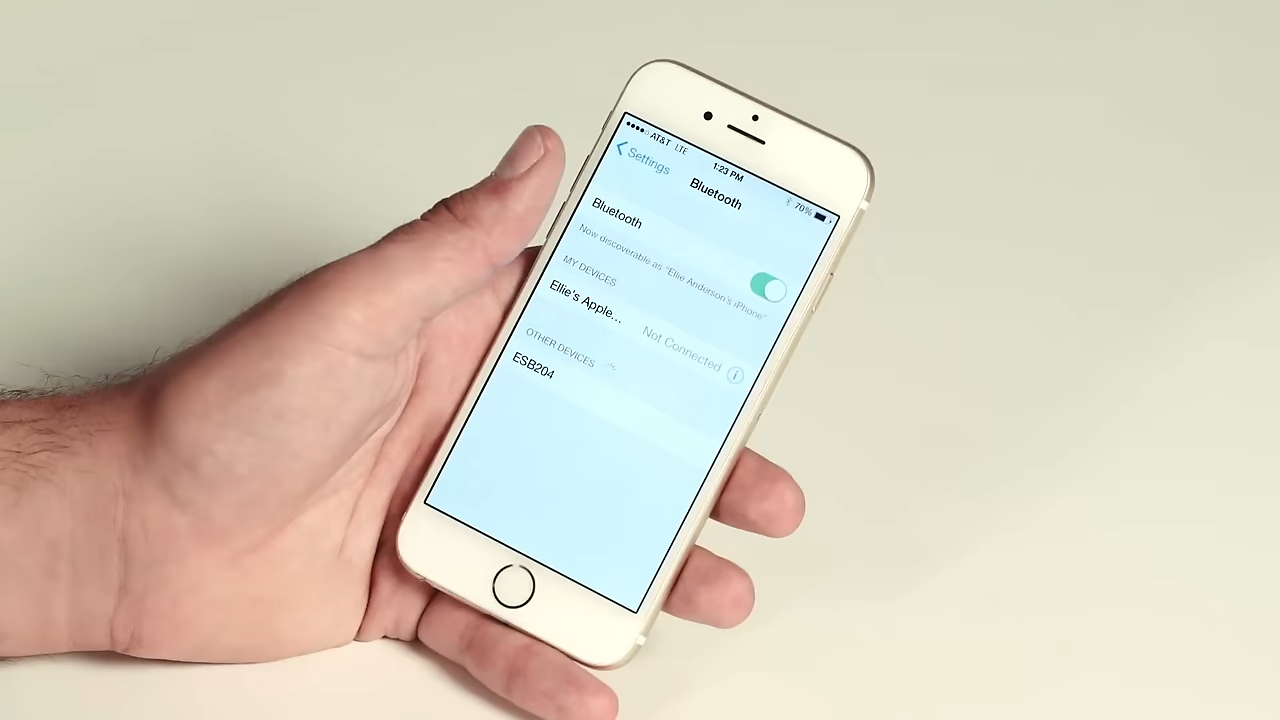 AT&T LTE 1:23 PM 70%
Settings Bluetooth
Bluetooth
Now discoverable as "Ellie Anderson's iPhone"
MY DEVICES
Ellie's Apple... Not Connected i
OTHER DEVICES
ESB204